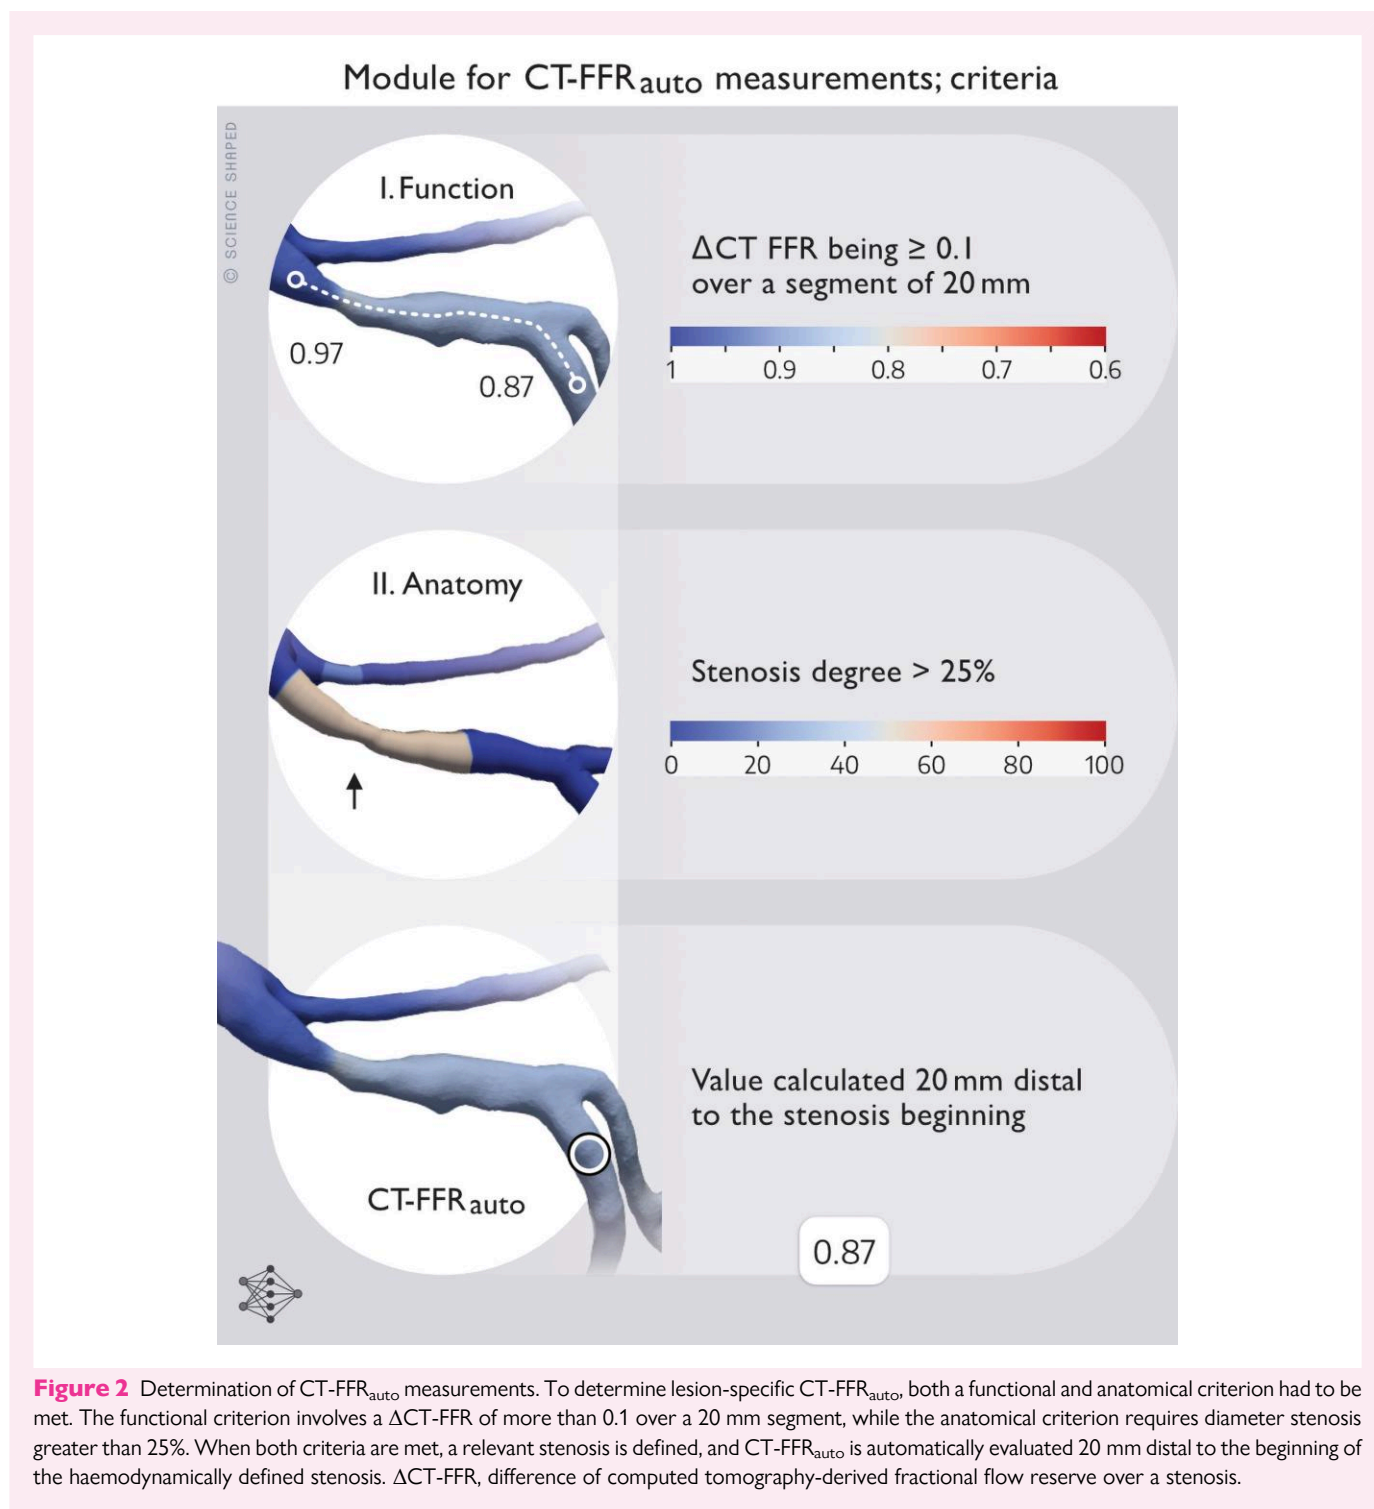 Module for CT-FFRauto measurements; criteria
© SCIENCE SHAPED
I. Function
0.97
0.87
ΔCT FFR being ≥ 0.1
over a segment of 20 mm
1 0.9 0.8 0.7 0.6
II. Anatomy
Stenosis degree > 25%
0 20 40 60 80 100
CT-FFRauto
Value calculated 20 mm distal
to the stenosis beginning
0.87
Figure 2 Determination of CT-FFRauto measurements. To determine lesion-specific CT-FFRauto, both a functional and anatomical criterion had to be
met. The functional criterion involves a ΔCT-FFR of more than 0.1 over a 20 mm segment, while the anatomical criterion requires diameter stenosis
greater than 25%. When both criteria are met, a relevant stenosis is defined, and CT-FFRauto is automatically evaluated 20 mm distal to the beginning of
the haemodynamically defined stenosis. ΔCT-FFR, difference of computed tomography-derived fractional flow reserve over a stenosis.